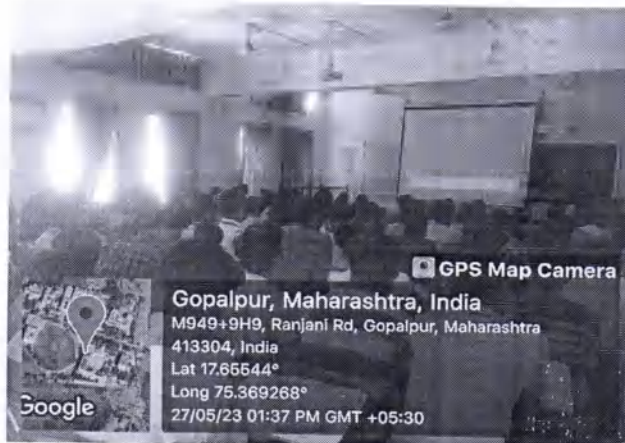 GPS Map Camera
Gopalpur, Maharashtra, India
M949+9H9, Ranjani Rd, Gopalpur, Maharashtra
413304, India
Lat 17.65544°
Long 75.369268°
27/05/23 01:37 PM GMT +05:30
Google